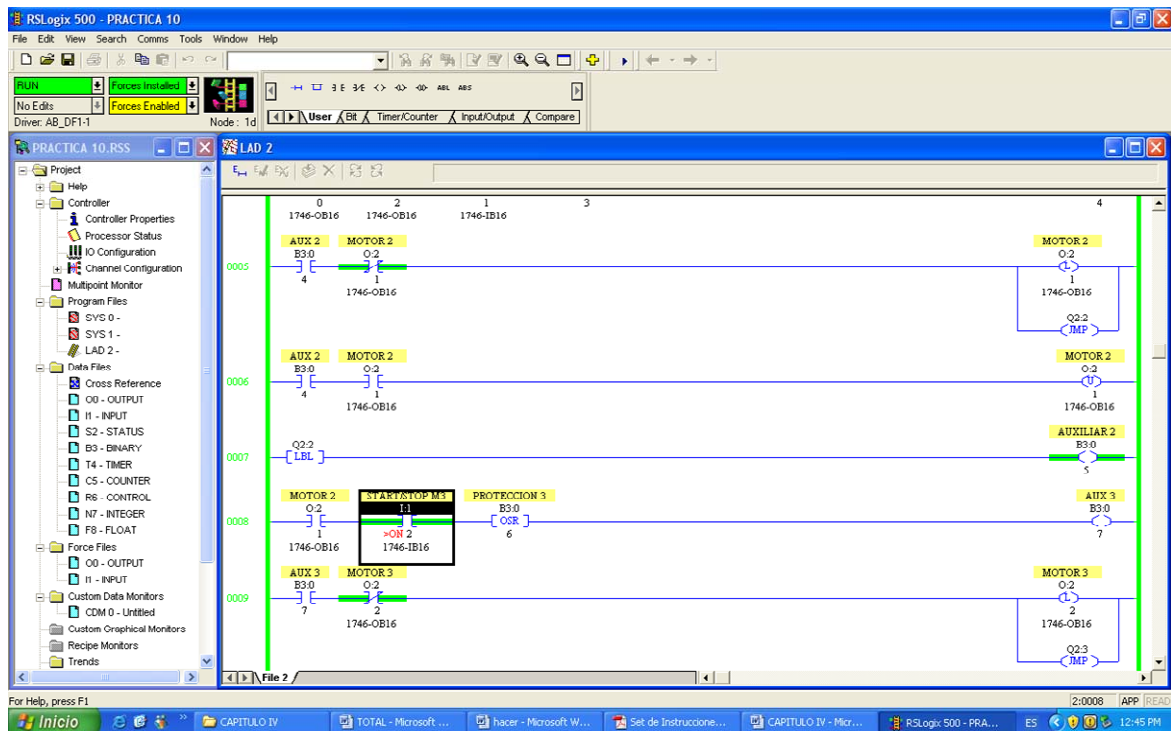 RSLogix 500 - PRACTICA 10
File Edit View Search Comms Tools Window Help
RUN Forces Installed
No Edits Forces Enabled
Driver: AB_DF1-1 Node: 1d
ABL ABS
User Bit Timer/Counter Input/Output Compare
PRACTICA 10.RSS
Project
Help
Controller
Controller Properties
Processor Status
IO Configuration
Channel Configuration
Multipoint Monitor
Program Files
SYS 0 -
SYS 1 -
LAD 2 -
Data Files
Cross Reference
O0 - OUTPUT
I1 - INPUT
S2 - STATUS
B3 - BINARY
T4 - TIMER
C5 - COUNTER
R6 - CONTROL
N7 - INTEGER
F8 - FLOAT
Force Files
O0 - OUTPUT
I1 - INPUT
Custom Data Monitors
CDM 0 - Untitled
Custom Graphical Monitors
Recipe Monitors
Trends
LAD 2
0 2 1 3 4
1746-OB16 1746-OB16 1746-IB16
AUX 2 MOTOR 2 MOTOR 2
B3:0 O:2 O:2
0005 L
4 1 1
1746-OB16 1746-OB16
Q2:2
JMP
AUX 2 MOTOR 2 MOTOR 2
B3:0 O:2 O:2
0006 U
4 1 1
1746-OB16 1746-OB16
AUXILIAR 2
Q2:2 B3:0
0007 LBL
5
MOTOR 2 START/STOP M3 PROTECCION 3 AUX 3
O:2 I:1 B3:0 B3:0
0008 OSR
1 >ON 2 6 7
1746-OB16 1746-IB16
AUX 3 MOTOR 3 MOTOR 3
B3:0 O:2 O:2
0009 L
7 2 2
1746-OB16 1746-OB16
Q2:3
JMP
File 2
For Help, press F1 2:0008 APP READ
Inicio CAPITULO IV TOTAL - Microsoft ... hacer - Microsoft W... Set de Instruccione... CAPITULO IV - Micr... RSLogix 500 - PRA... ES 12:45 PM